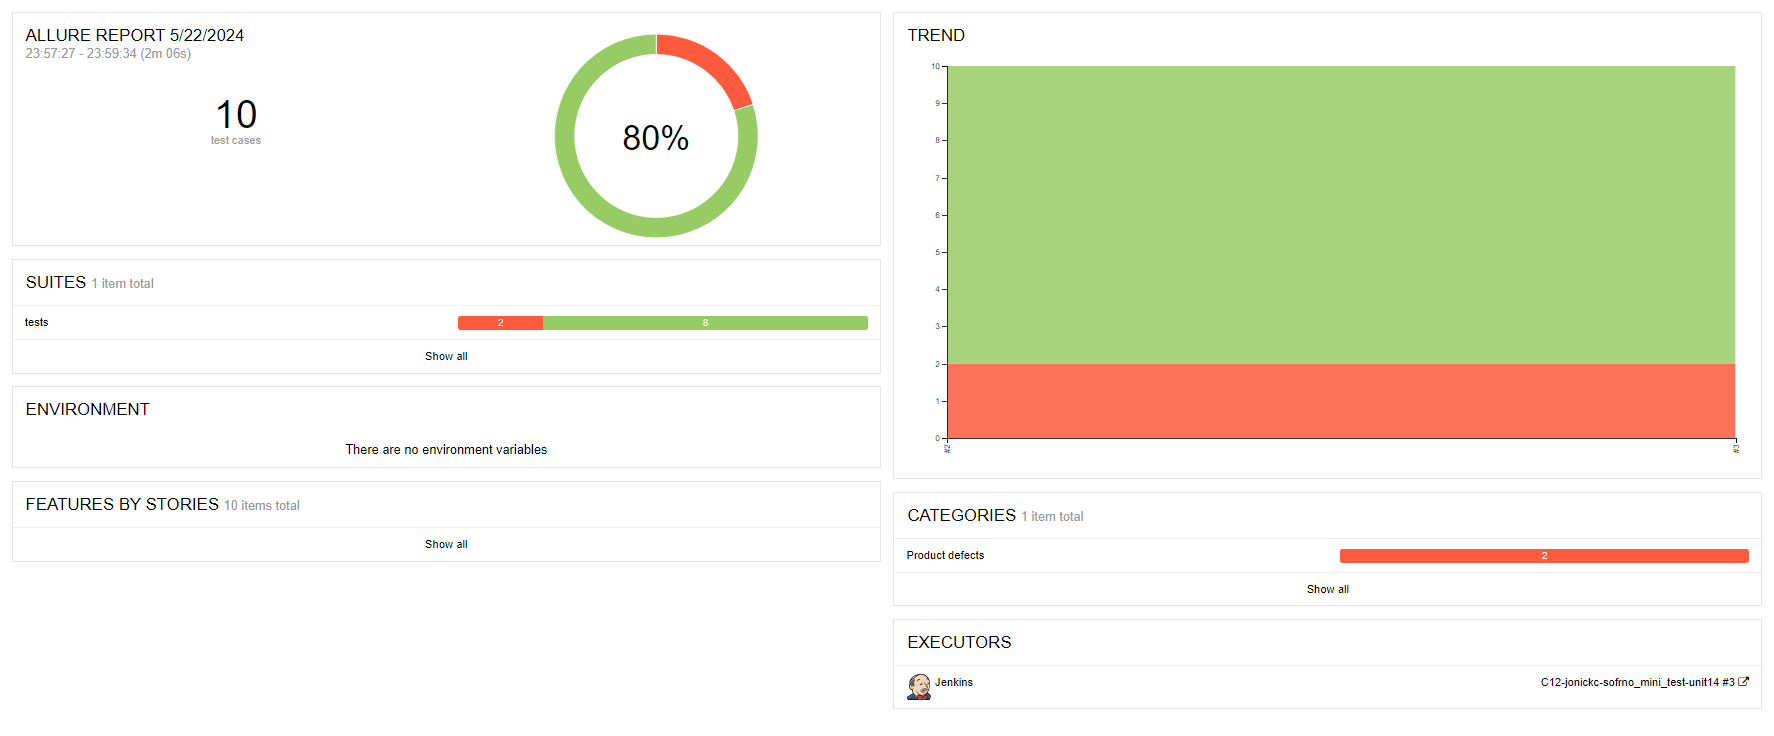 ALLURE REPORT 5/22/2024
23:57:27 - 23:59:34 (2m 06s)
10
test cases
80%
SUITES 1 item total
tests
2
8
Show all
ENVIRONMENT
There are no environment variables
FEATURES BY STORIES 10 items total
Show all
TREND
10
9
8
7
6
5
4
3
2
1
0
#2
#3
CATEGORIES 1 item total
Product defects
2
Show all
EXECUTORS
Jenkins
C12-jonickc-sofrno_mini_test-unit14 #3